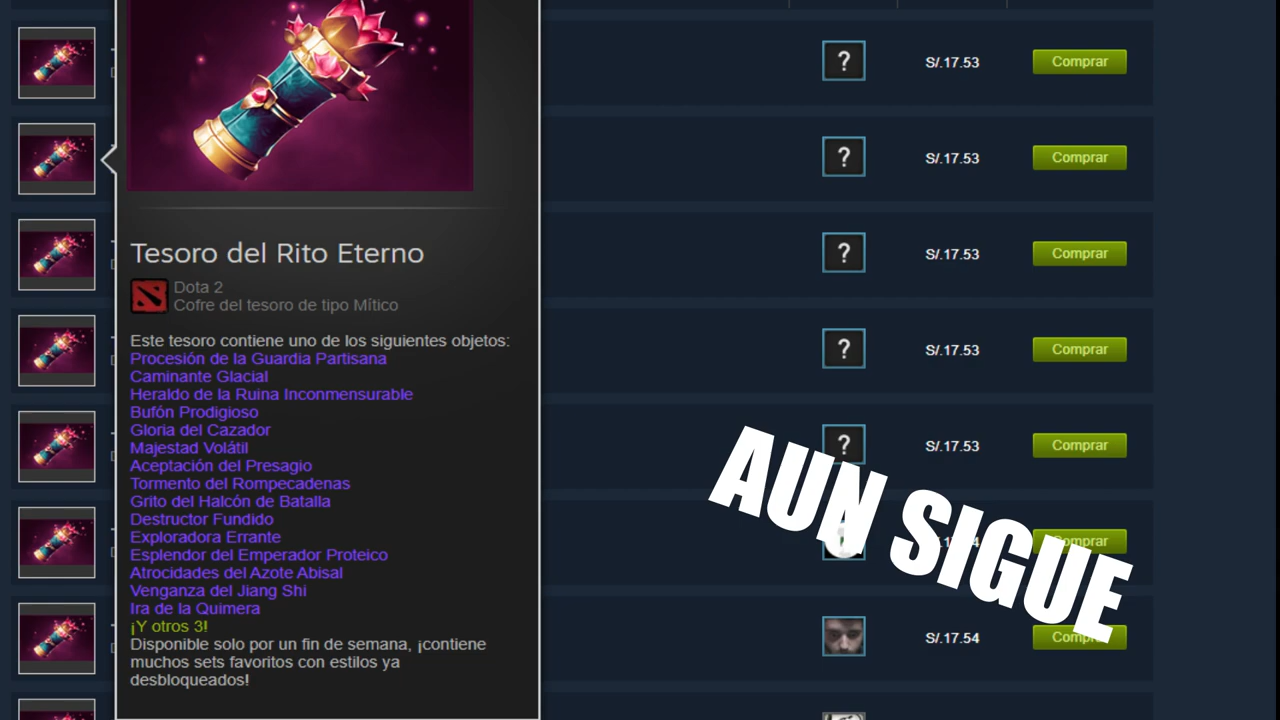 Tesoro del Rito Eterno
Dota 2
Cofre del tesoro de tipo Mítico
Este tesoro contiene uno de los siguientes objetos:
Procesión de la Guardia Partisana
Caminante Glacial
Heraldo de la Ruina Inconmensurable
Bufón Prodigioso
Gloria del Cazador
Majestad Volátil
Aceptación del Presagio
Tormento del Rompecadenas
Grito del Halcón de Batalla
Destructor Fundido
Exploradora Errante
Esplendor del Emperador Proteico
Atrocidades del Azote Abisal
Venganza del Jiang Shi
Ira de la Quimera
¡Y otros 3!
Disponible solo por un fin de semana, ¡contiene
muchos sets favoritos con estilos ya
desbloqueados!
? S/.17.53 Comprar
? S/.17.53 Comprar
? S/.17.53 Comprar
? S/.17.53 Comprar
? S/.17.53 Comprar
Comprar
S/.17.54
AUN SIGUE